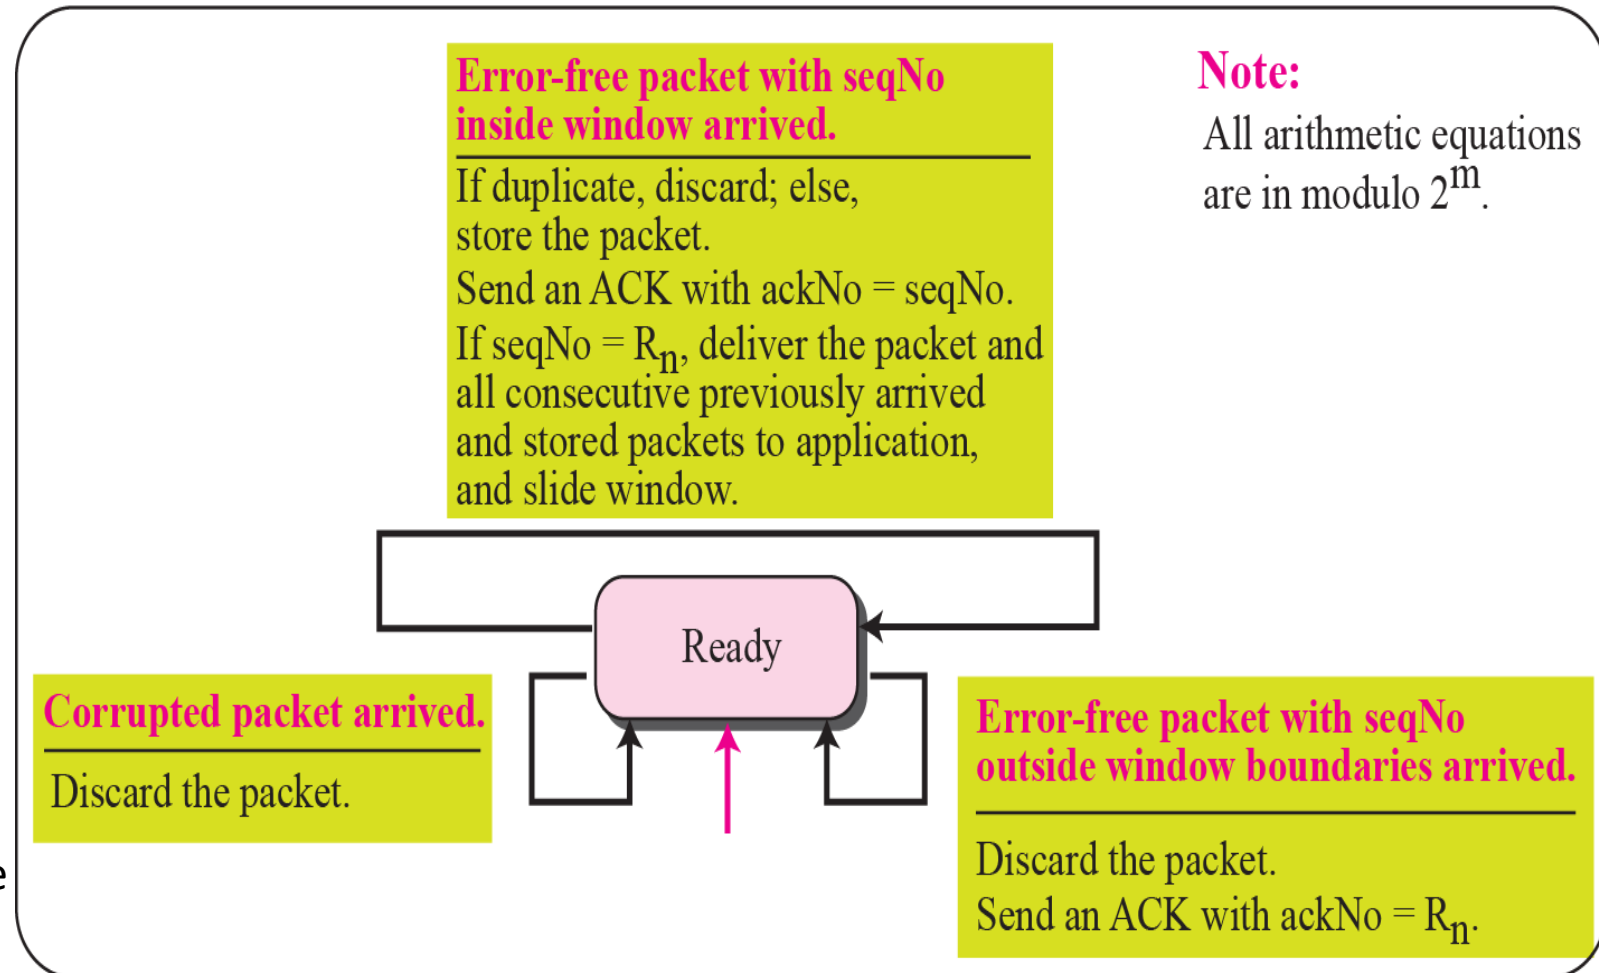 Error-free packet with seqNo
inside window arrived.
If duplicate, discard; else,
store the packet.
Send an ACK with ackNo = seqNo.
If seqNo = Rn, deliver the packet and
all consecutive previously arrived
and stored packets to application,
and slide window.
Note:
All arithmetic equations
are in modulo 2^m.
Ready
Corrupted packet arrived.
Discard the packet.
Error-free packet with seqNo
outside window boundaries arrived.
Discard the packet.
Send an ACK with ackNo = Rn.
e